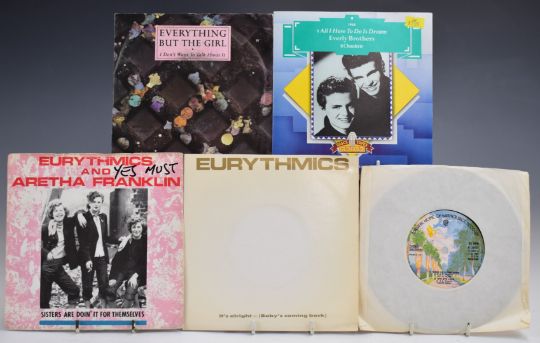 EVERYTHING
BUT THE GIRL
I Don't Want To Talk About It
1958
All I Have To Do Is Dream
Everly Brothers
EURYTHMICS
AND YES MUST
ARETHA FRANKLIN
SISTERS ARE DOIN' IT FOR THEMSELVES
EURYTHMICS
It's alright – (Baby's coming back)